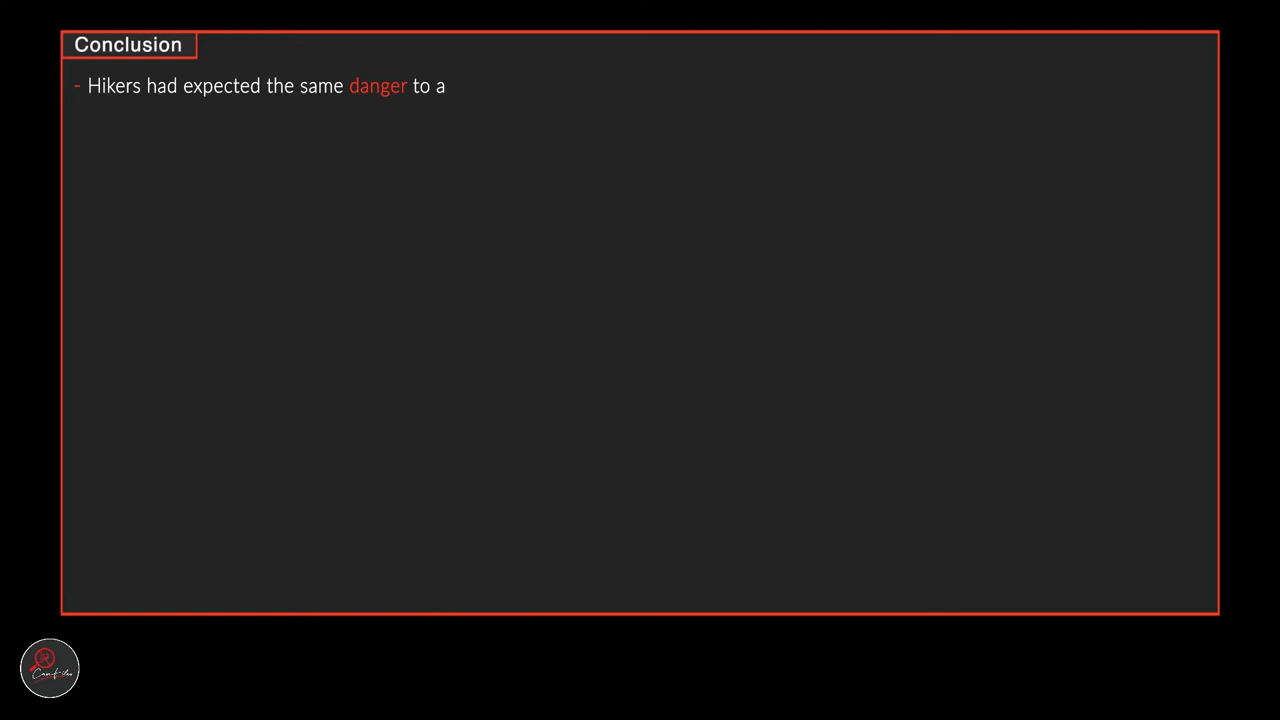 Conclusion
- Hikers had expected the same danger to a